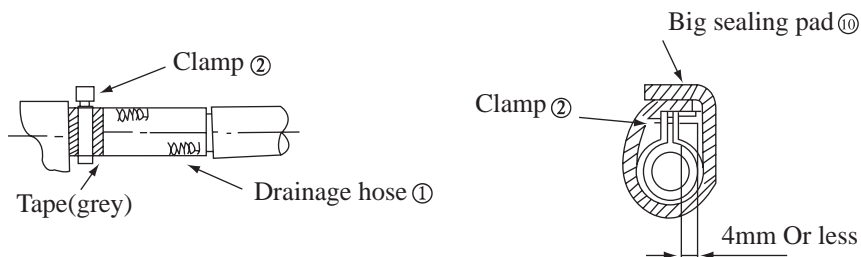 Clamp ②
Drainage hose ①
Tape(grey)
Big sealing pad ⑩
Clamp ②
4mm Or less